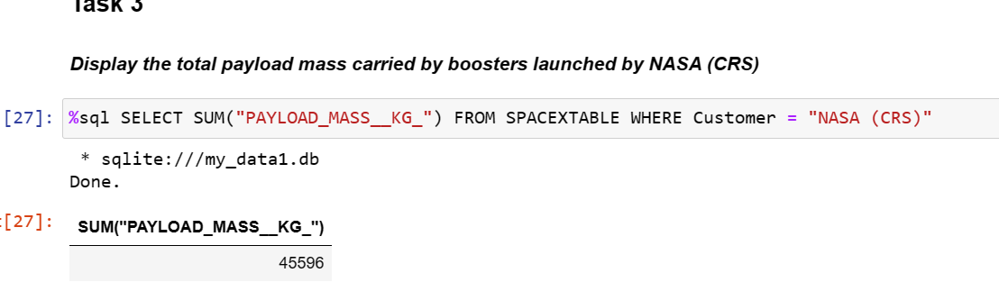 Task 3
Display the total payload mass carried by boosters launched by NASA (CRS)
[27]: %sql SELECT SUM("PAYLOAD_MASS__KG_") FROM SPACEXTABLE WHERE Customer = "NASA (CRS)"
* sqlite:///my_data1.db
Done.
t[27]: SUM("PAYLOAD_MASS__KG_")
45596